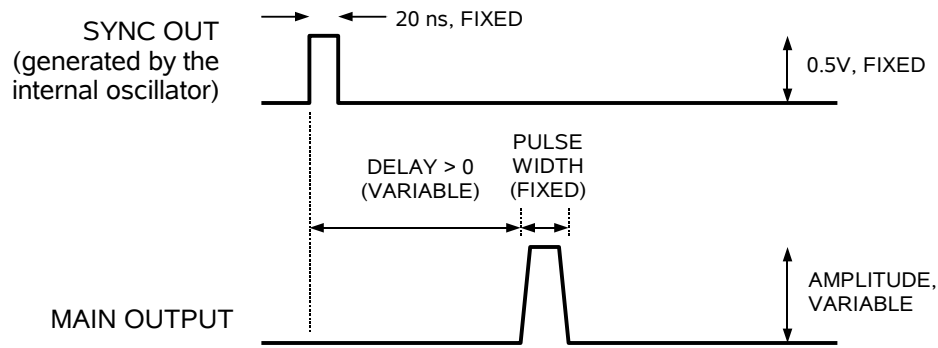 SYNC OUT
(generated by the
internal oscillator)
20 ns, FIXED
0.5V, FIXED
DELAY > 0
(VARIABLE)
PULSE
WIDTH
(FIXED)
MAIN OUTPUT
AMPLITUDE,
VARIABLE